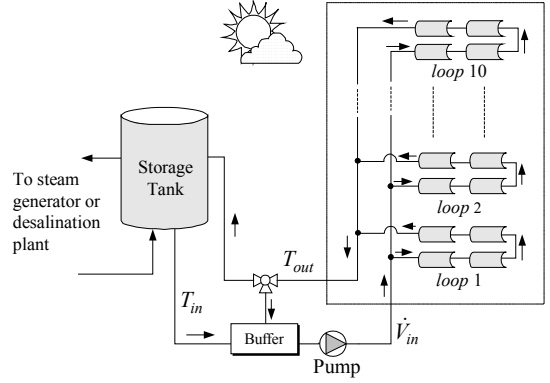 loop 10
Storage
Tank
To steam
generator or
desalination
plant
loop 2
T_out
loop 1
T_in
Buffer
V̇_in
Pump